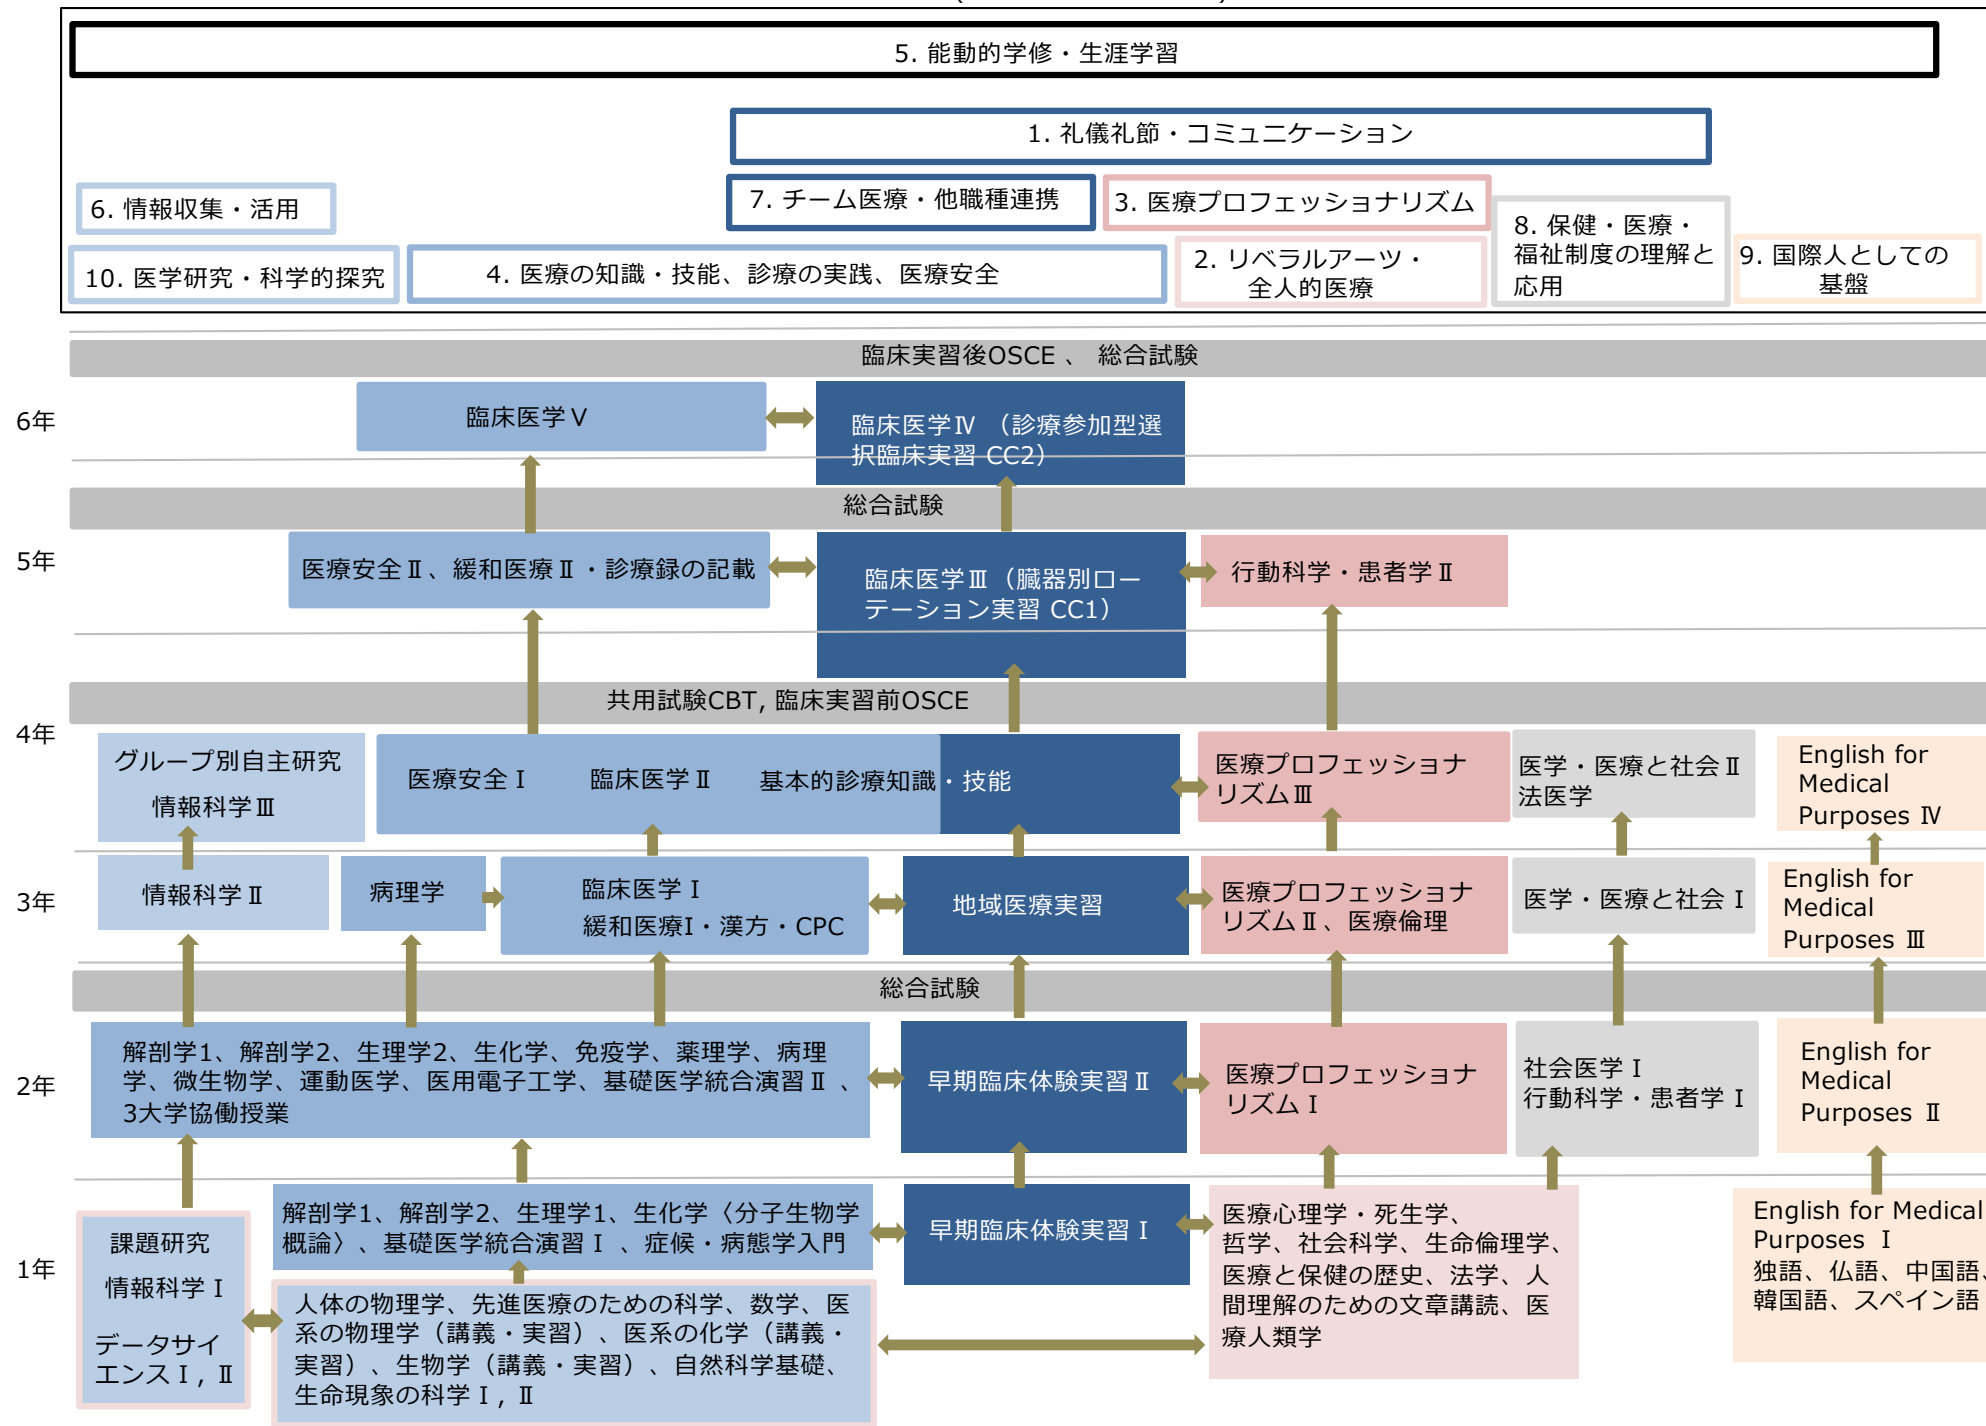 5. 能動的学修・生涯学習
1. 礼儀礼節・コミュニケーション
7. チーム医療・他職種連携
3. 医療プロフェッショナリズム
6. 情報収集・活用
8. 保健・医療・
福祉制度の理解と
応用
10. 医学研究・科学的探究
4. 医療の知識・技能、診療の実践、医療安全
2. リベラルアーツ・
全人的医療
9. 国際人としての
基盤
臨床実習後OSCE 、 総合試験
6年
臨床医学Ⅴ
臨床医学Ⅳ （診療参加型選
択臨床実習 CC2）
総合試験
5年
医療安全Ⅱ、緩和医療Ⅱ・診療録の記載
臨床医学Ⅲ（臓器別ロー
テーション実習 CC1）
行動科学・患者学Ⅱ
共用試験CBT, 臨床実習前OSCE
4年
グループ別自主研究
情報科学Ⅲ
医療安全Ⅰ
臨床医学Ⅱ
基本的診療知識・技能
医療プロフェッショナ
リズムⅢ
医学・医療と社会Ⅱ
法医学
English for
Medical
Purposes Ⅳ
3年
情報科学Ⅱ
病理学
臨床医学Ⅰ
緩和医療I・漢方・CPC
地域医療実習
医療プロフェッショナ
リズムⅡ、医療倫理
医学・医療と社会Ⅰ
English for
Medical
Purposes Ⅲ
総合試験
2年
解剖学1、解剖学2、生理学2、生化学、免疫学、薬理学、病理
学、微生物学、運動医学、医用電子工学、基礎医学統合演習Ⅱ 、
3大学協働授業
早期臨床体験実習Ⅱ
医療プロフェッショナ
リズムⅠ
社会医学Ⅰ
行動科学・患者学Ⅰ
English for
Medical
Purposes Ⅱ
1年
課題研究
情報科学Ⅰ
データサイ
エンスⅠ, Ⅱ
解剖学1、解剖学2、生理学1、生化学〈分子生物学
概論〉、基礎医学統合演習Ⅰ 、症候・病態学入門
人体の物理学、先進医療のための科学、数学、医
系の物理学（講義・実習）、医系の化学（講義・
実習）、生物学（講義・実習）、自然科学基礎、
生命現象の科学Ⅰ, Ⅱ
早期臨床体験実習Ⅰ
医療心理学・死生学、
哲学、社会科学、生命倫理学、
医療と保健の歴史、法学、人
間理解のための文章講読、医
療人類学
English for Medical
Purposes Ⅰ
独語、仏語、中国語、
韓国語、スペイン語